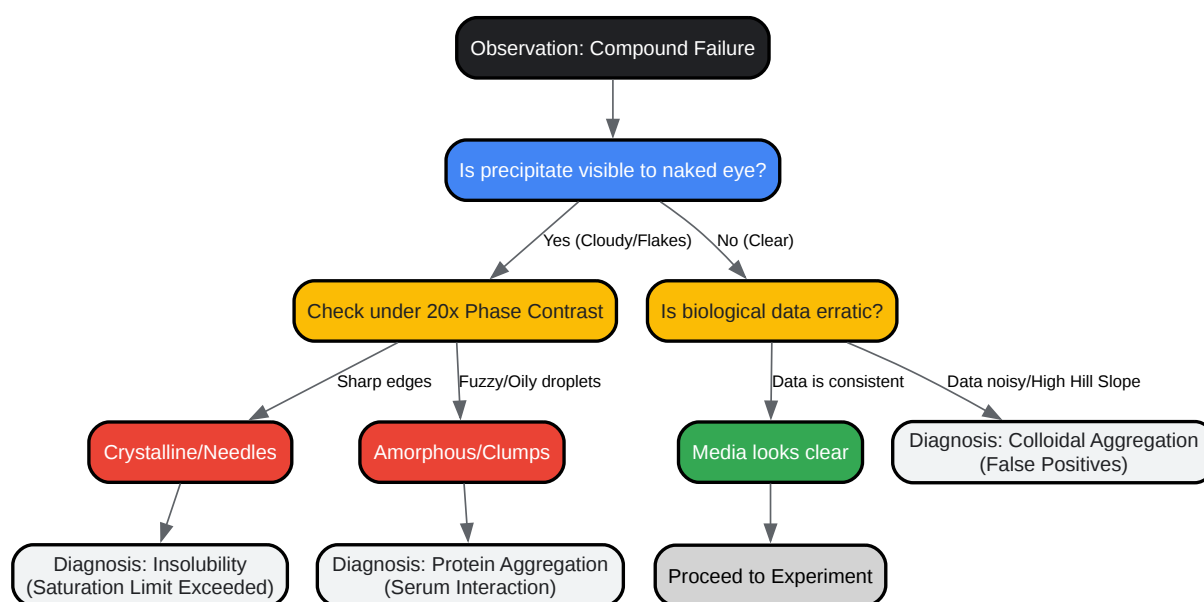 Observation: Compound Failure
Is precipitate visible to naked eye?
Yes (Cloudy/Flakes)
No (Clear)
Check under 20x Phase Contrast
Is biological data erratic?
Sharp edges
Fuzzy/Oily droplets
Data is consistent
Data noisy/High Hill Slope
Crystalline/Needles
Amorphous/Clumps
Media looks clear
Diagnosis: Colloidal Aggregation
(False Positives)
Diagnosis: Insolubility
(Saturation Limit Exceeded)
Diagnosis: Protein Aggregation
(Serum Interaction)
Proceed to Experiment